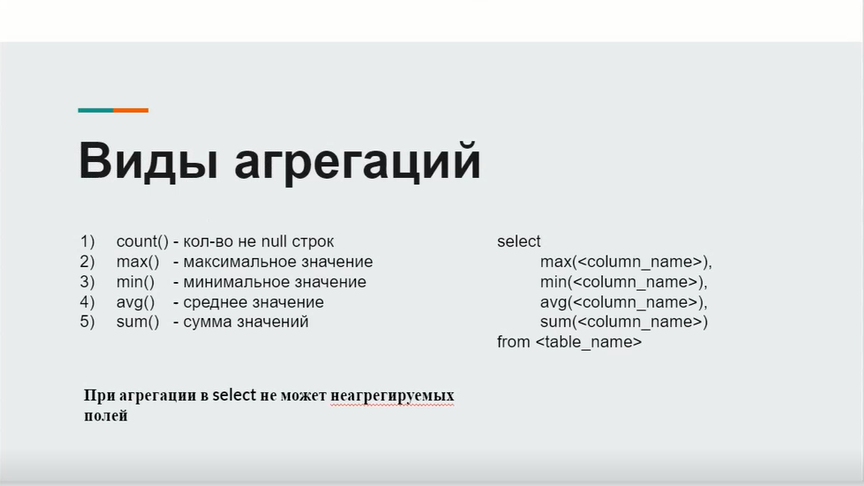 Виды агрегаций
1) count() - кол-во не null строк
2) max() - максимальное значение
3) min() - минимальное значение
4) avg() - среднее значение
5) sum() - сумма значений
При агрегации в select не может неагрегируемых
полей
select
max(<column_name>),
min(<column_name>),
avg(<column_name>),
sum(<column_name>)
from <table_name>